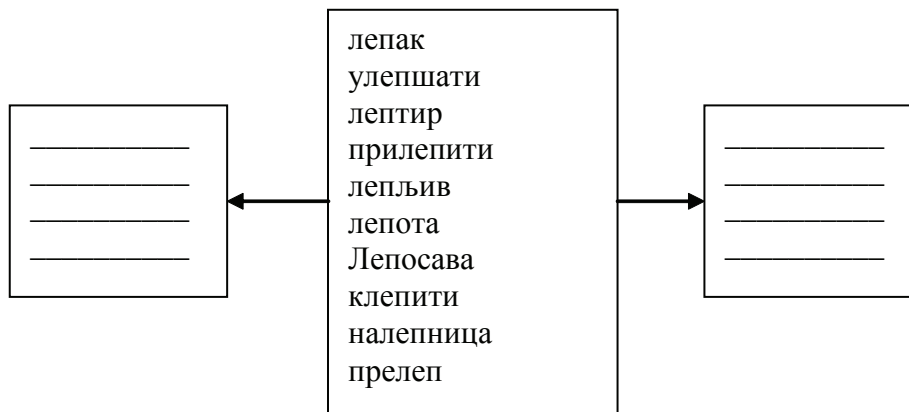 лепак
улепшати
лептир
прилепити
лепљив
лепота
Лепосава
клепити
налепница
прелеп